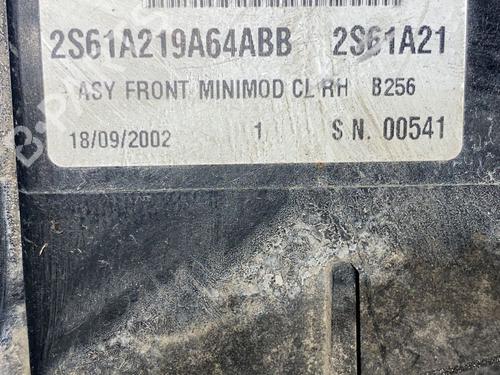 2S61A219A64ABB 2S61A21
ASY FRONT MINIMOD CL RH B256
18/09/2002 1 S N. 00541